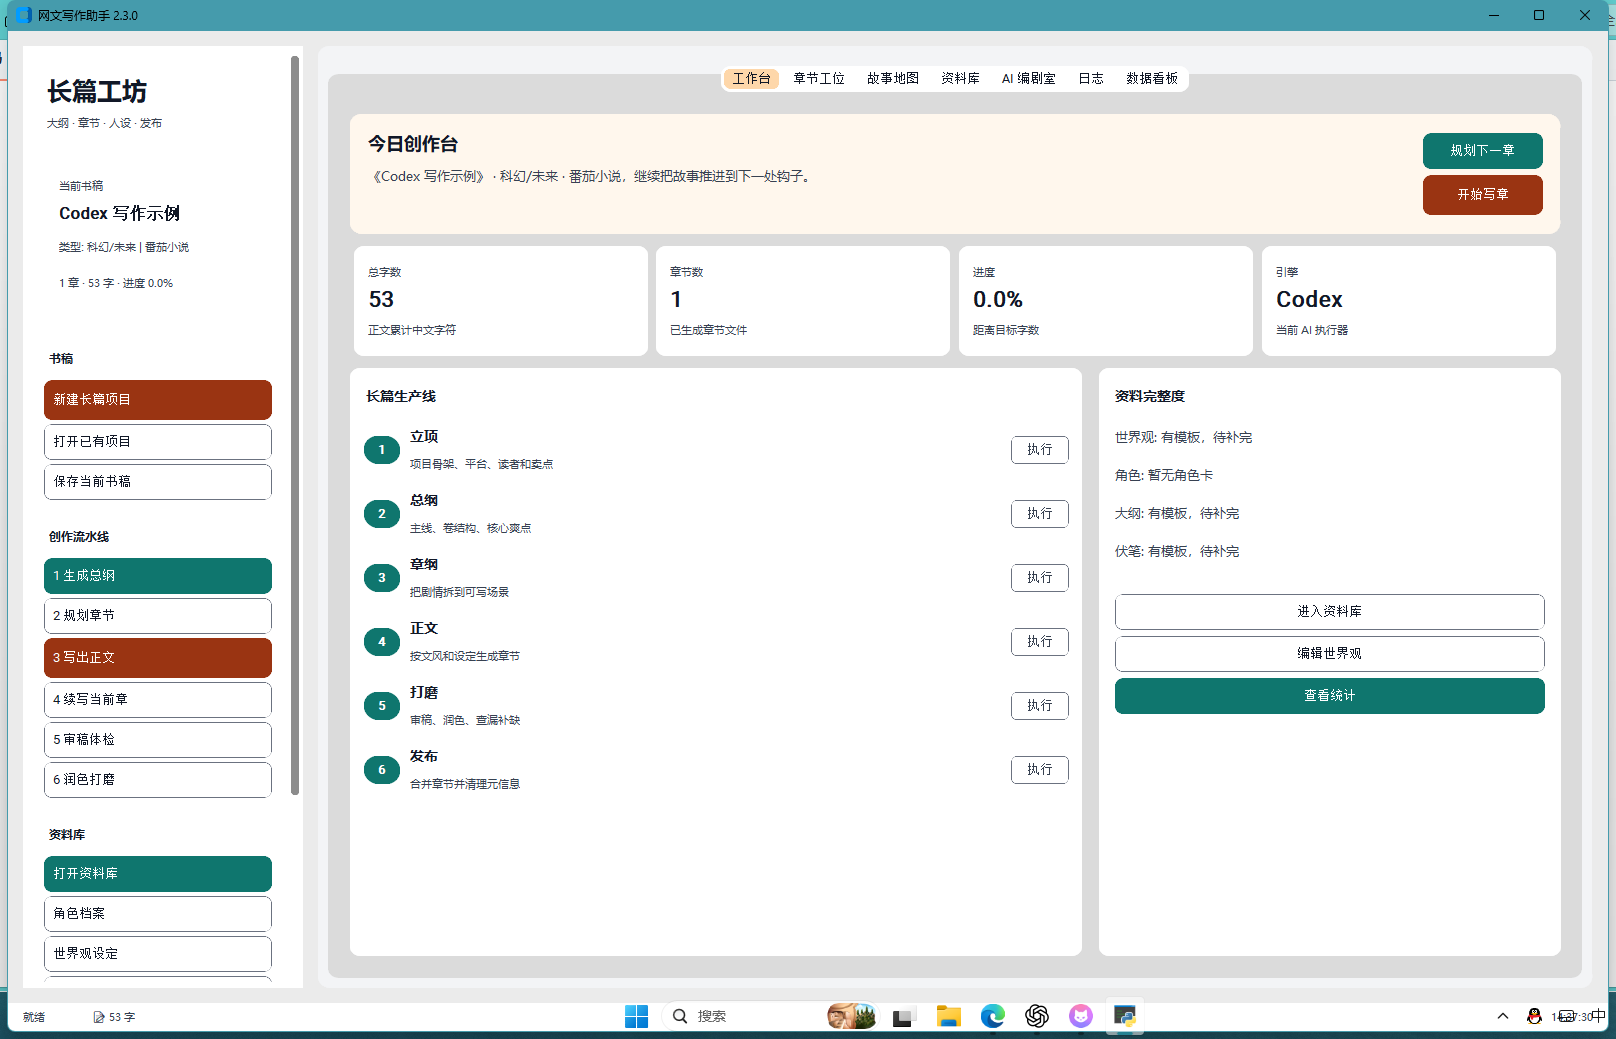 网文写作助手 2.3.0
长篇工坊
大纲 · 章节 · 人设 · 发布
当前书稿
Codex 写作示例
类型: 科幻/未来 | 番茄小说
1 章 · 53 字 · 进度 0.0%
书稿
新建长篇项目
打开已有项目
保存当前书稿
创作流水线
1 生成总纲
2 规划章节
3 写出正文
4 续写当前章
5 审稿体检
6 润色打磨
资料库
打开资料库
角色档案
世界观设定
工作台
章节工位
故事地图
资料库
AI 编剧室
日志
数据看板
今日创作台
《Codex 写作示例》 · 科幻/未来 · 番茄小说，继续把故事推进到下一处钩子。
规划下一章
开始写章
总字数
53
正文累计中文字符
章节数
1
已生成章节文件
进度
0.0%
距离目标字数
引擎
Codex
当前 AI 执行器
长篇生产线
1
立项
项目骨架、平台、读者和卖点
执行
2
总纲
主线、卷结构、核心爽点
执行
3
章纲
把剧情拆到可写场景
执行
4
正文
按文风和设定生成章节
执行
5
打磨
审稿、润色、查漏补缺
执行
6
发布
合并章节并清理元信息
执行
资料完整度
世界观: 有模板，待补完
角色: 暂无角色卡
大纲: 有模板，待补完
伏笔: 有模板，待补完
进入资料库
编辑世界观
查看统计
就绪
53 字
搜索
中